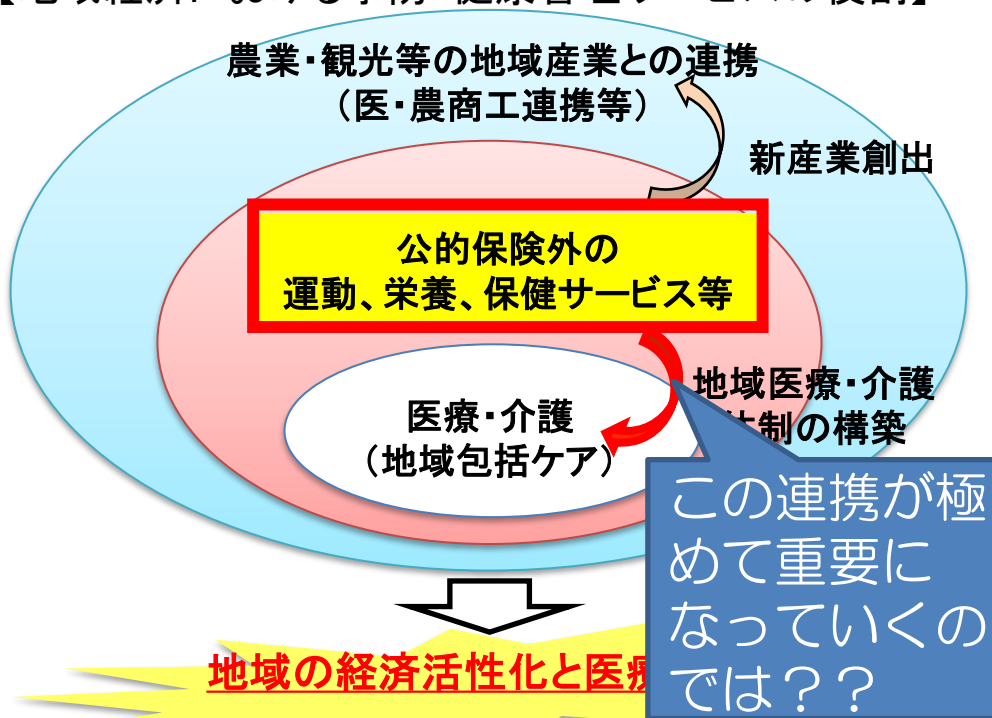 農業・観光等の地域産業との連携
（医・農商工連携等）
新産業創出
公的保険外の
運動、栄養、保健サービス等
地域医療・介護
体制の構築
医療・介護
（地域包括ケア）
この連携が極
めて重要に
なっていくの
では？？
地域の経済活性化と医療